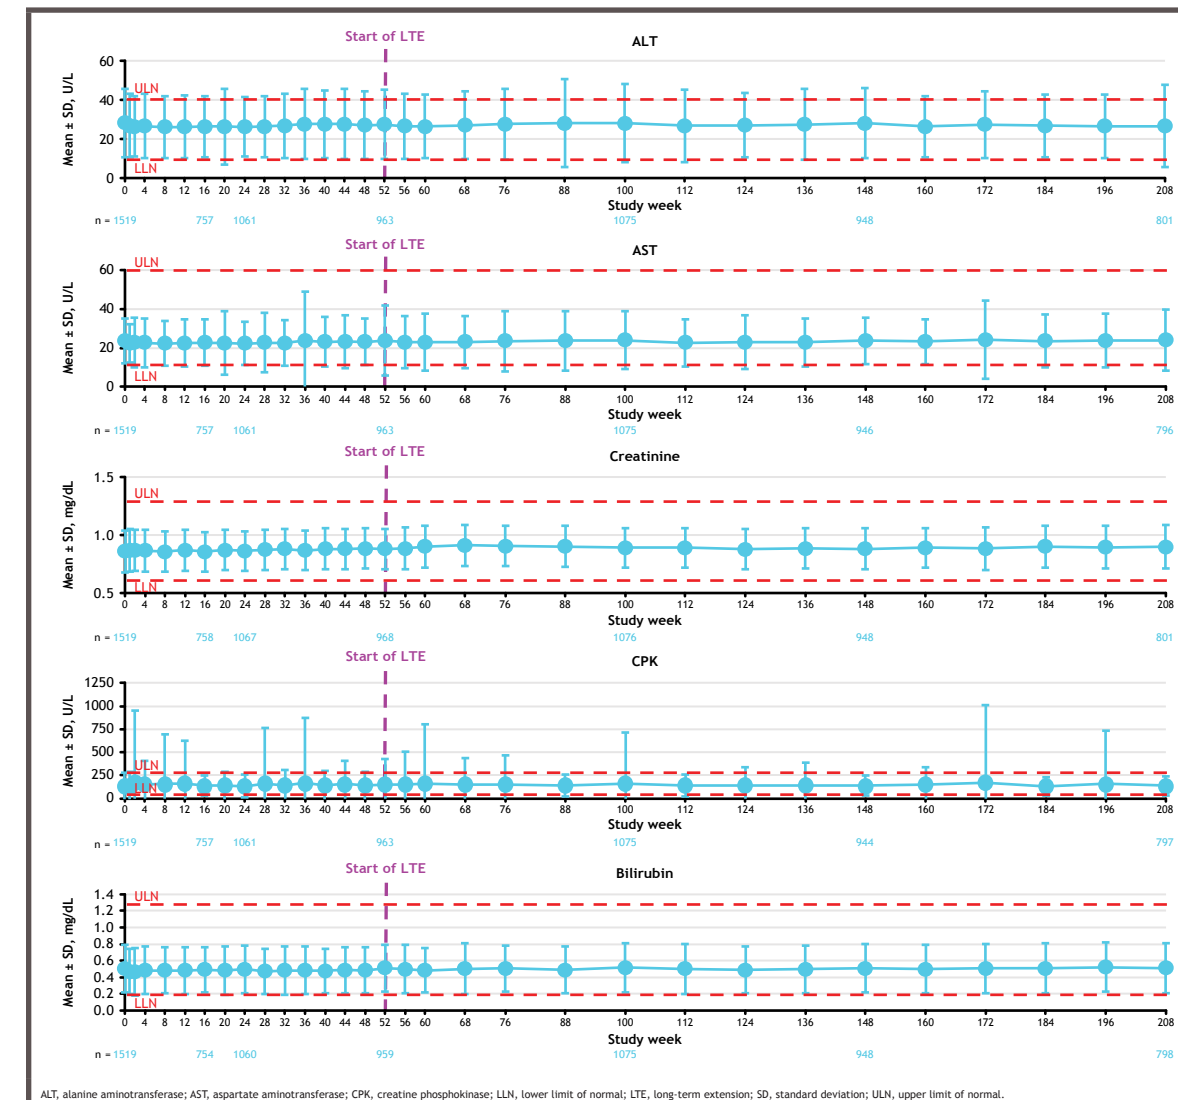 Start of LTE
ALT
Mean ± SD, U/L
60
40
20
0
ULN
LLN
0 4 8 12 16 20 24 28 32 36 40 44 48 52 56 60 68 76 88 100 112 124 136 148 160 172 184 196 208
Study week
n = 1519 757 1061 963 1075 948 801
Start of LTE
AST
Mean ± SD, U/L
60
40
20
0
ULN
LLN
0 4 8 12 16 20 24 28 32 36 40 44 48 52 56 60 68 76 88 100 112 124 136 148 160 172 184 196 208
Study week
n = 1519 757 1061 963 1075 946 796
Start of LTE
Creatinine
Mean ± SD, mg/dL
1.5
1.0
0.5
ULN
LLN
0 4 8 12 16 20 24 28 32 36 40 44 48 52 56 60 68 76 88 100 112 124 136 148 160 172 184 196 208
Study week
n = 1519 758 1067 968 1076 948 801
Start of LTE
CPK
Mean ± SD, U/L
1250
1000
750
500
250
0
ULN
LLN
0 4 8 12 16 20 24 28 32 36 40 44 48 52 56 60 68 76 88 100 112 124 136 148 160 172 184 196 208
Study week
n = 1519 757 1061 963 1075 944 797
Start of LTE
Bilirubin
Mean ± SD, mg/dL
1.4
1.2
1.0
0.8
0.6
0.4
0.2
0.0
ULN
LLN
0 4 8 12 16 20 24 28 32 36 40 44 48 52 56 60 68 76 88 100 112 124 136 148 160 172 184 196 208
Study week
n = 1519 754 1060 959 1075 948 798
ALT, alanine aminotransferase; AST, aspartate aminotransferase; CPK, creatine phosphokinase; LLN, lower limit of normal; LTE, long-term extension; SD, standard deviation; ULN, upper limit of normal.